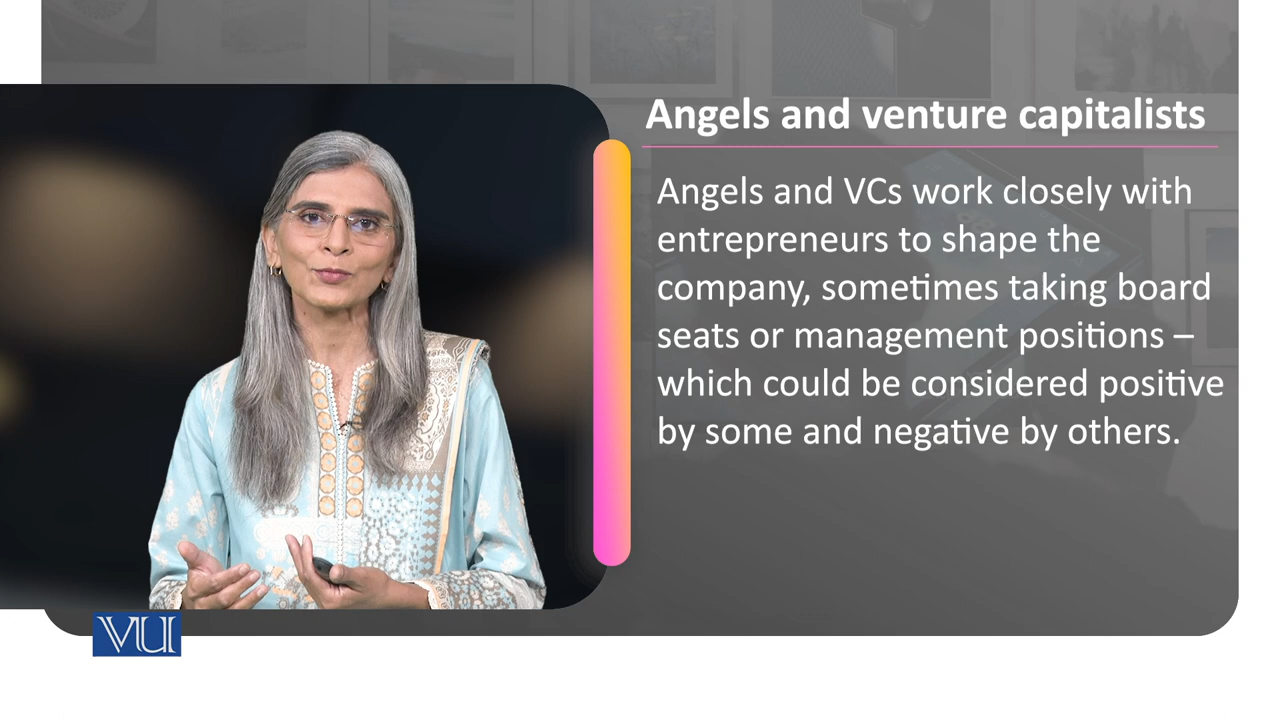 Angels and venture capitalists
Angels and VCs work closely with
entrepreneurs to shape the
company, sometimes taking board
seats or management positions –
which could be considered positive
by some and negative by others.
VU